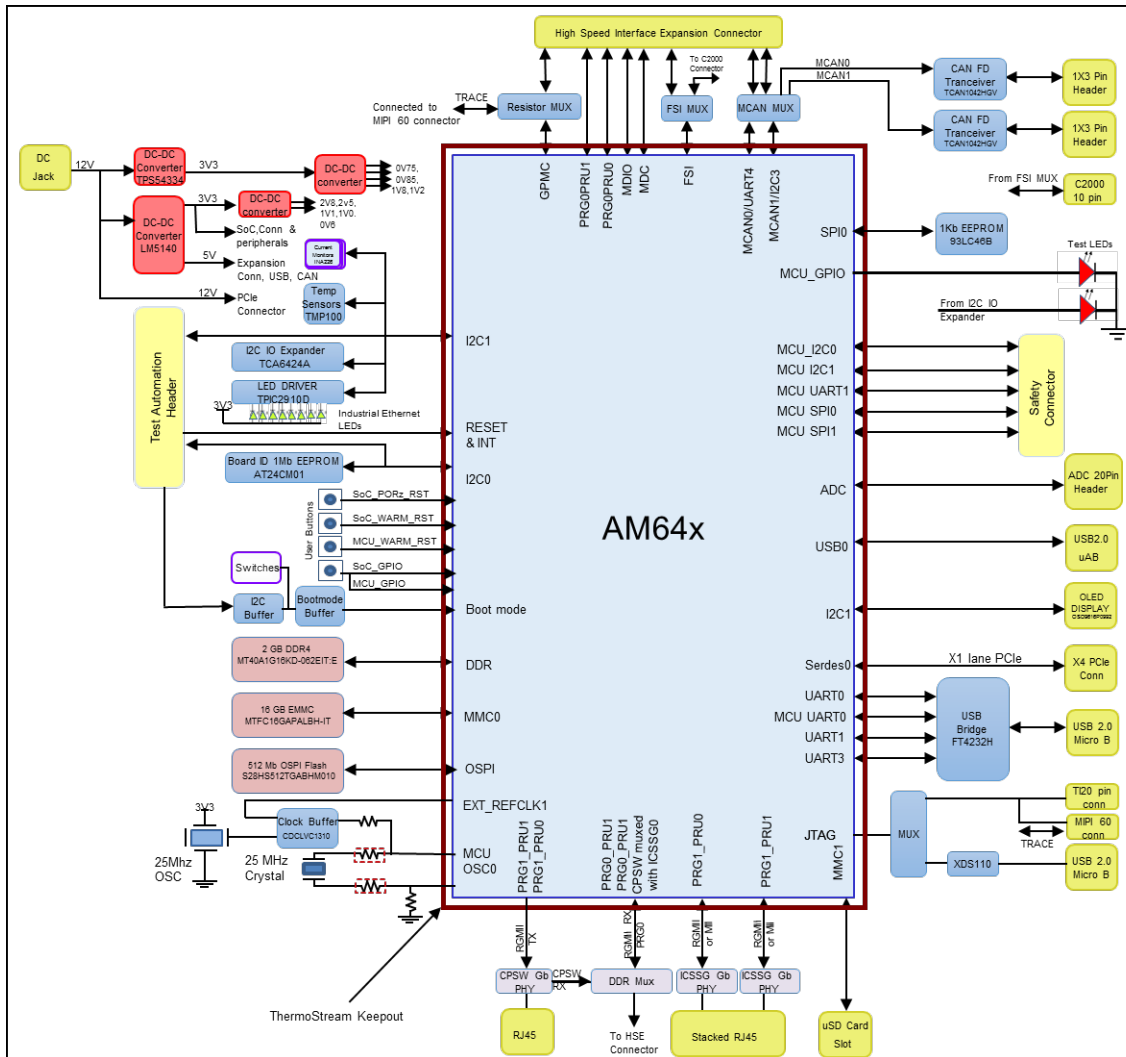 High Speed Interface Expansion Connector
To C2000
Connector
MCAN0
MCAN1
CAN FD
Tranceiver
TCAN1042HGV
1X3 Pin
Header
TRACE
Connected to
MIPI 60 connector
Resistor MUX
FSI MUX
MCAN MUX
CAN FD
Tranceiver
TCAN1042HGV
1X3 Pin
Header
DC
Jack
12V
DC-DC
Converter
TPS54334
3V3
DC-DC
converter
0V75,
0V85,
1V8,1V2
GPMC
PRG0PRU1
PRG0PRU0
MDIO
MDC
FSI
MCAN0/UART4
MCAN1/I2C3
From FSI MUX
C2000
10 pin
DC-DC
Converter
LM5140
3V3
DC-DC
converter
2V8,2v5,
1V1,1V0.
0V6
SoC,Conn &
peripherals
5V
Expansion
Conn, USB, CAN
12V
PCIe
Connector
Current
Monitors
INA226
Temp
Sensors
TMP100
SPI0
1Kb EEPROM
93LC46B
MCU_GPIO
Test LEDs
From I2C IO
Expander
Test Automation
Header
I2C1
I2C IO Expander
TCA6424A
LED DRIVER
TPIC2910D
3V3
Industrial Ethernet
LEDs
RESET
& INT
Board ID 1Mb EEPROM
AT24CM01
I2C0
MCU_I2C0
MCU I2C1
MCU UART1
MCU SPI0
MCU SPI1
Safety
Connector
User Buttons
SoC_PORz_RST
SoC_WARM_RST
MCU_WARM_RST
SoC_GPIO
MCU_GPIO
AM64x
ADC
ADC 20Pin
Header
USB0
USB2.0
uAB
Switches
I2C
Buffer
Bootmode
Buffer
Boot mode
I2C1
OLED
DISPLAY
2 GB DDR4
MT40A1G16KD-062EIT:E
DDR
Serdes0
X1 lane PCIe
X4 PCIe
Conn
16 GB EMMC
MTFC16GAPALBH-IT
MMC0
UART0
MCU UART0
UART1
UART3
USB
Bridge
FT4232H
USB 2.0
Micro B
512 Mb OSPI Flash
S28HS512TGABHM010
OSPI
EXT_REFCLK1
3V3
25Mhz
OSC
Clock Buffer
CDCLVC1310
25 MHz
Crystal
MCU
OSC0
JTAG
MMC1
MUX
TI20 pin
conn
MIPI 60
conn
TRACE
XDS110
USB 2.0
Micro B
PRG1_PRU1
PRG1_PRU0
PRG0_PRU1
PRG0_PRU1
CPSW muxed
with ICSSG0
PRG1_PRU0
PRG1_PRU1
RGMII
TX
RGMII RX
PRG0
RGMII
or MII
RGMII
or Mii
CPSW Gb
PHY
CPSW
RX
DDR Mux
ICSSG Gb
PHY
ICSSG Gb
PHY
ThermoStream Keepout
RJ45
To HSE
Connector
Stacked RJ45
uSD Card
Slot